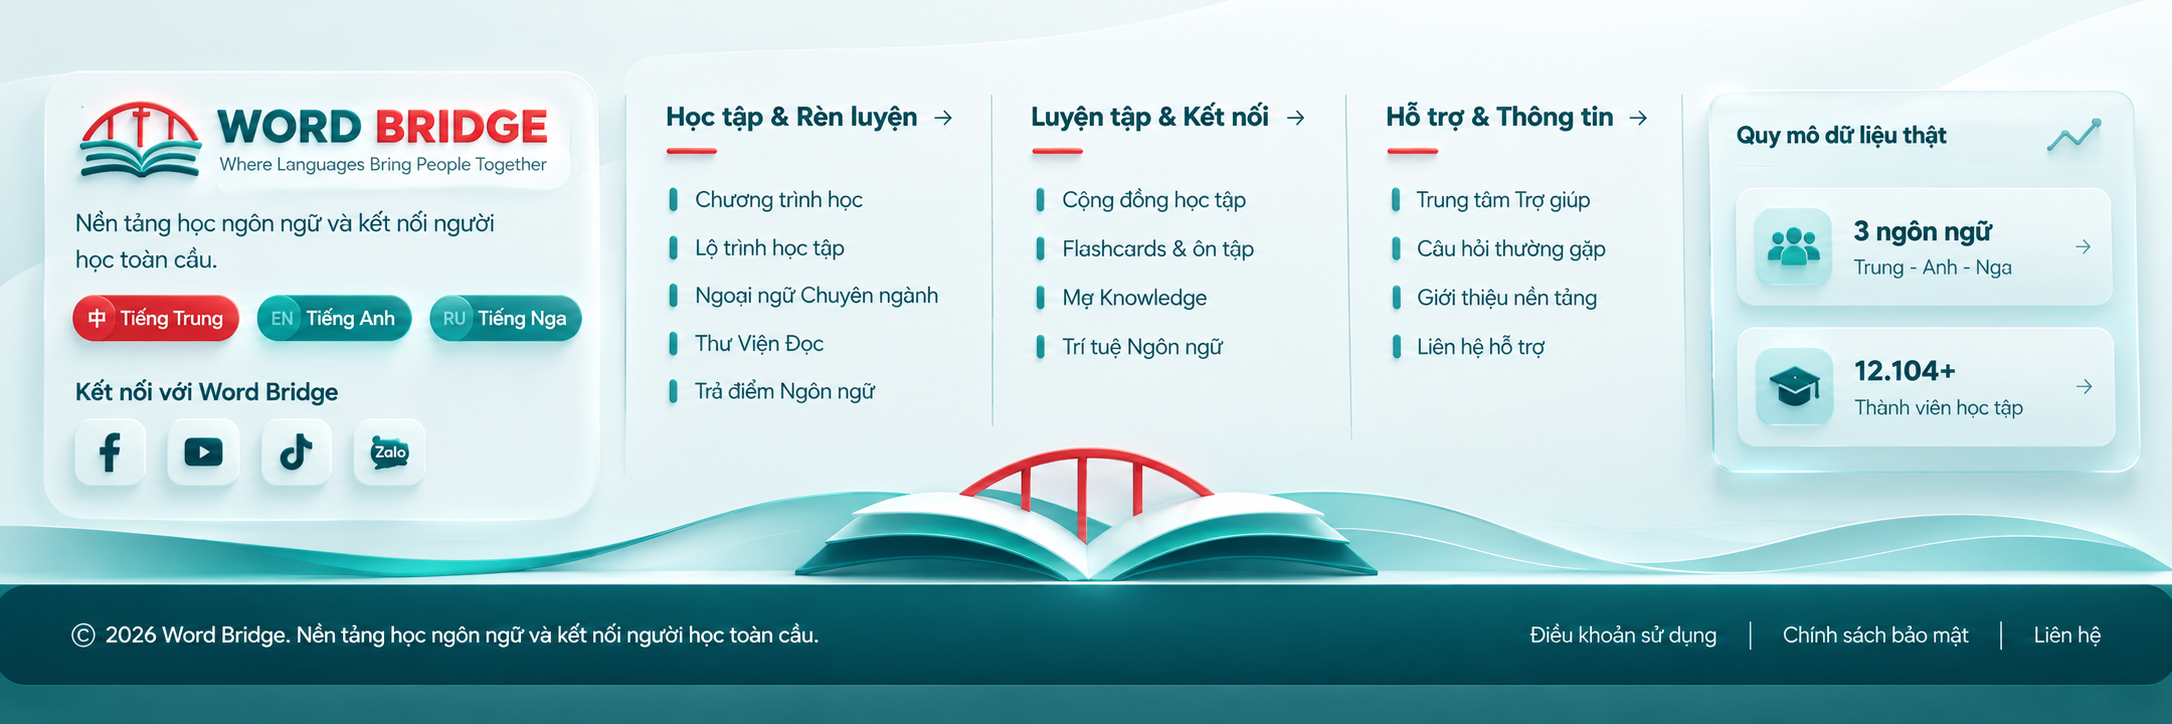 WORD BRIDGE
Where Languages Bring People Together
Nền tảng học ngôn ngữ và kết nối người
học toàn cầu.
中 Tiếng Trung
EN Tiếng Anh
RU Tiếng Nga
Kết nối với Word Bridge
Zalo
Học tập & Rèn luyện →
Chương trình học
Lộ trình học tập
Ngoại ngữ Chuyên ngành
Thư Viện Đọc
Trả điểm Ngôn ngữ
Luyện tập & Kết nối →
Cộng đồng học tập
Flashcards & ôn tập
Mợ Knowledge
Trí tuệ Ngôn ngữ
Hỗ trợ & Thông tin →
Trung tâm Trợ giúp
Câu hỏi thường gặp
Giới thiệu nền tảng
Liên hệ hỗ trợ
Quy mô dữ liệu thật
3 ngôn ngữ
Trung - Anh - Nga
12.104+
Thành viên học tập
© 2026 Word Bridge. Nền tảng học ngôn ngữ và kết nối người học toàn cầu.
Điều khoản sử dụng | Chính sách bảo mật | Liên hệ